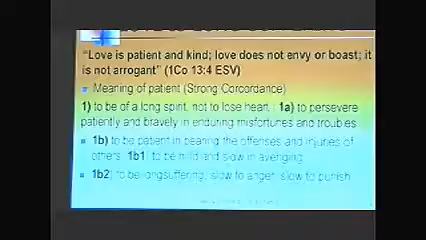 “Love is patient and kind; love does not envy or boast; it
is not arrogant” (1Co 13:4 ESV)
Meaning of patient (Strong Concordance)
1) to be of a long spirit, not to lose heart 1a) to persevere
patiently and bravely in enduring misfortunes and troubles
1b) to be patient in bearing the offenses and injuries of
others 1b1) to be mild and slow in avenging
1b2) to be longsuffering, slow to anger, slow to punish